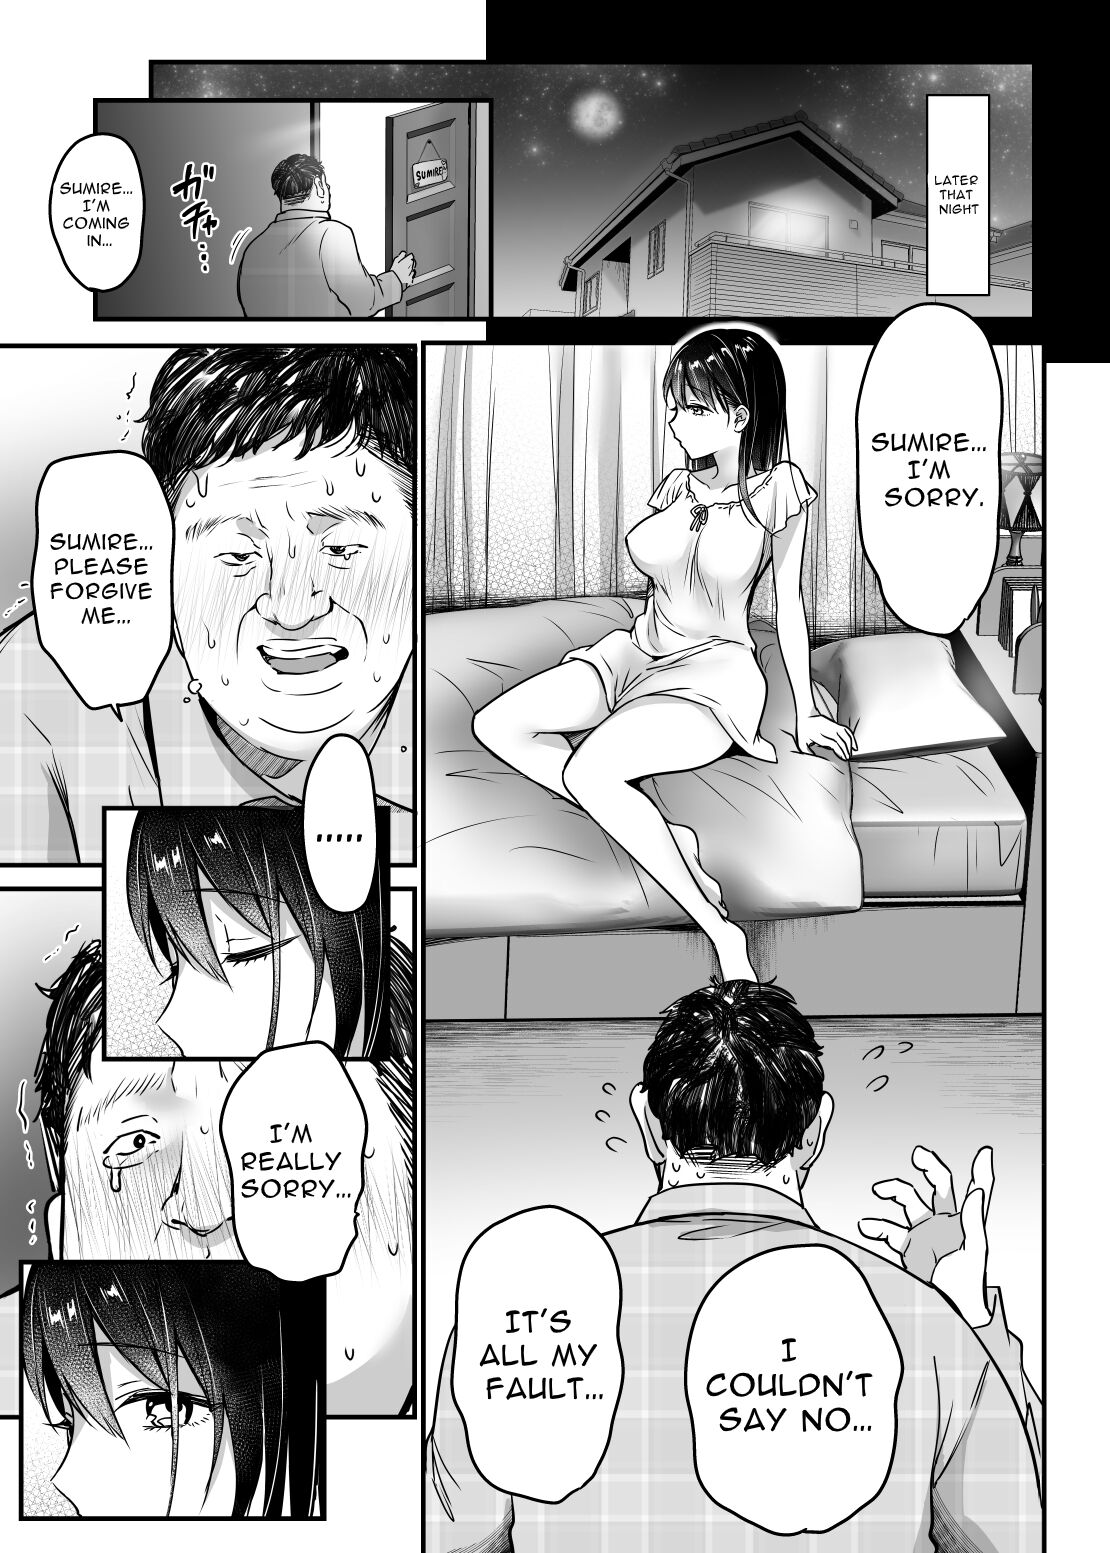 LATER
THAT
NIGHT
SUMIRE
ガチャ...
SUMIRE...
I'M
COMING
IN...
SUMIRE...
I'M
SORRY.
I
COULDN'T
SAY NO...
IT'S
ALL MY
FAULT...
SUMIRE...
PLEASE
FORGIVE
ME...
.....
I'M
REALLY
SORRY...